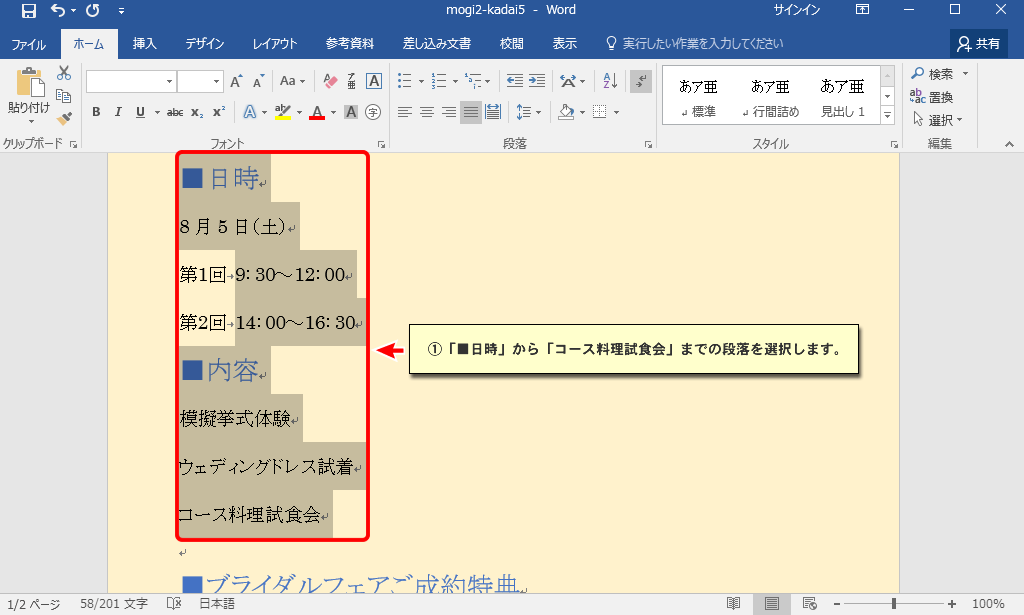 mogi2-kadai5 - Word
サインイン
ファイル
ホーム
挿入
デザイン
レイアウト
参考資料
差し込み文書
校閲
表示
実行したい作業を入力してください
共有
貼り付け
クリップボード
A A Aa A
B I U abc x₂ x² A A A 字
フォント
段落
あア亜 あア亜 あア亜
標準 行間詰め 見出し 1
スタイル
検索
置換
選択
編集
■日時
8月5日（土）
第1回→9：30～12：00
第2回→14：00～16：30
■内容
模擬挙式体験
ウェディングドレス試着
コース料理試食会
■ブライダルフェアご成約特典
①「■日時」から「コース料理試食会」までの段落を選択します。
1/2 ページ 58/201 文字 日本語
100%